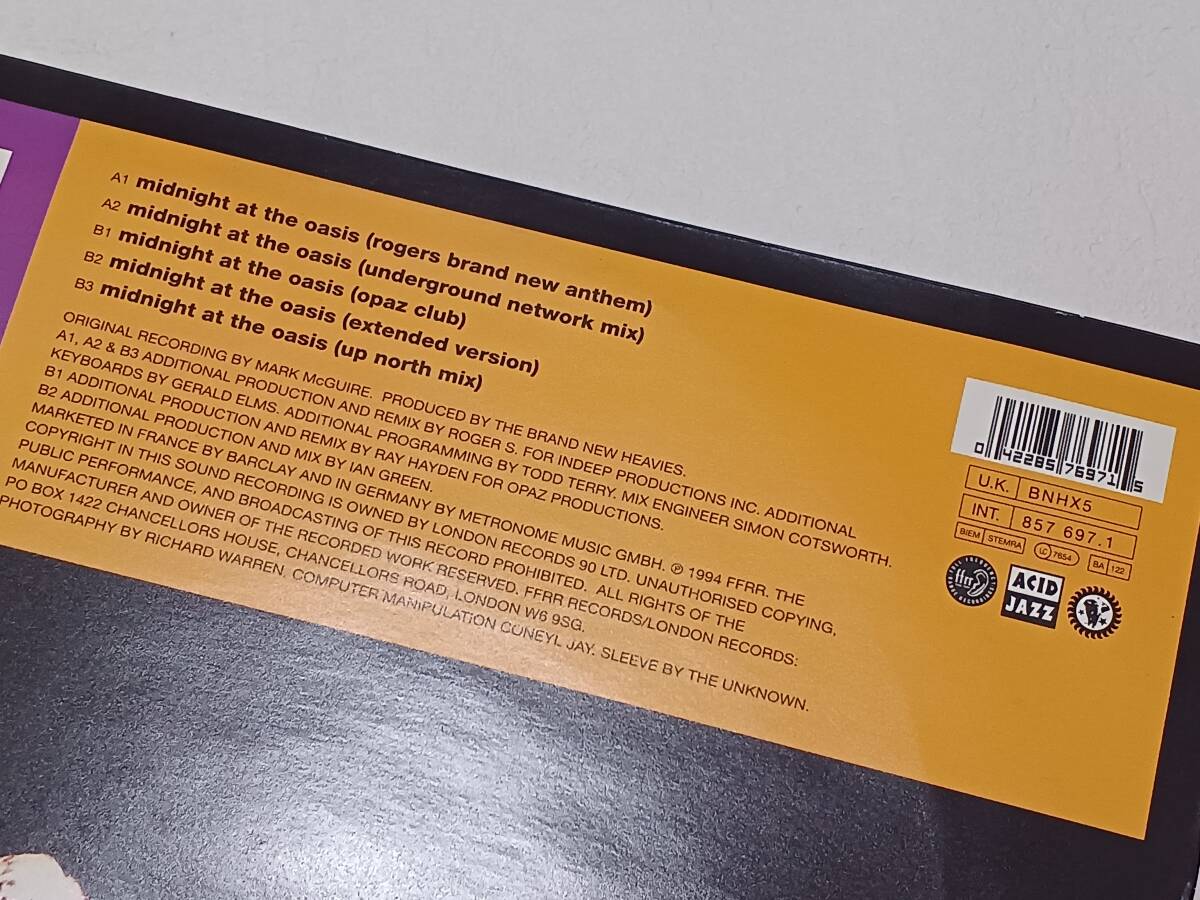 A1 midnight at the oasis (rogers brand new anthem)
A2 midnight at the oasis (underground network mix)
B1 midnight at the oasis (opaz club)
B2 midnight at the oasis (extended version)
B3 midnight at the oasis (up north mix)
ORIGINAL RECORDING BY MARK McGUIRE. PRODUCED BY THE BRAND NEW HEAVIES.
A1, A2 & B3 ADDITIONAL PRODUCTION AND REMIX BY ROGER S. FOR INDEEP PRODUCTIONS INC. ADDITIONAL
KEYBOARDS BY GERALD ELMS. ADDITIONAL PROGRAMMING BY TODD TERRY. MIX ENGINEER SIMON COTSWORTH.
B1 ADDITIONAL PRODUCTION AND REMIX BY RAY HAYDEN FOR OPAZ PRODUCTIONS.
B2 ADDITIONAL PRODUCTION AND MIX BY IAN GREEN.
MARKETED IN FRANCE BY BARCLAY AND IN GERMANY BY METRONOME MUSIC GMBH. ℗ 1994 FFRR. THE
COPYRIGHT IN THIS SOUND RECORDING IS OWNED BY LONDON RECORDS 90 LTD. UNAUTHORISED COPYING,
PUBLIC PERFORMANCE, AND BROADCASTING OF THIS RECORD PROHIBITED. ALL RIGHTS OF THE
MANUFACTURER AND OWNER OF THE RECORDED WORK RESERVED. FFRR RECORDS/LONDON RECORDS:
PO BOX 1422 CHANCELLORS HOUSE, CHANCELLORS ROAD, LONDON W6 9SG.
PHOTOGRAPHY BY RICHARD WARREN, COMPUTER MANIPULATION CONEYL JAY. SLEEVE BY THE UNKNOWN.
0 42285 76971 5
U.K. BNHX5
INT. 857 697.1
BIEM STEMRA LC 7654 BA 122
ffrr
ACID
JAZZ